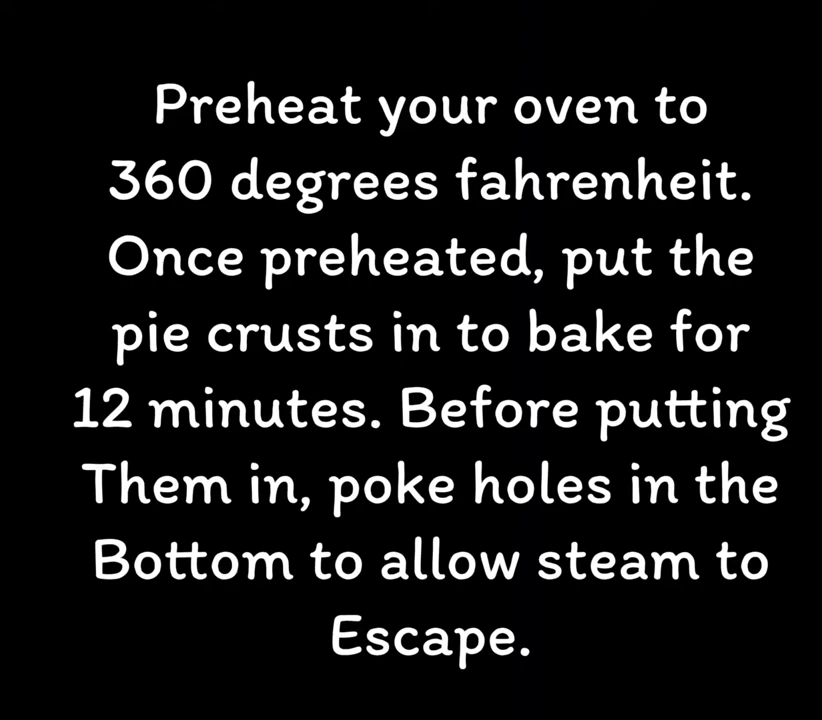 Preheat your oven to
360 degrees fahrenheit.
Once preheated, put the
pie crusts in to bake for
12 minutes. Before putting
Them in, poke holes in the
Bottom to allow steam to
Escape.